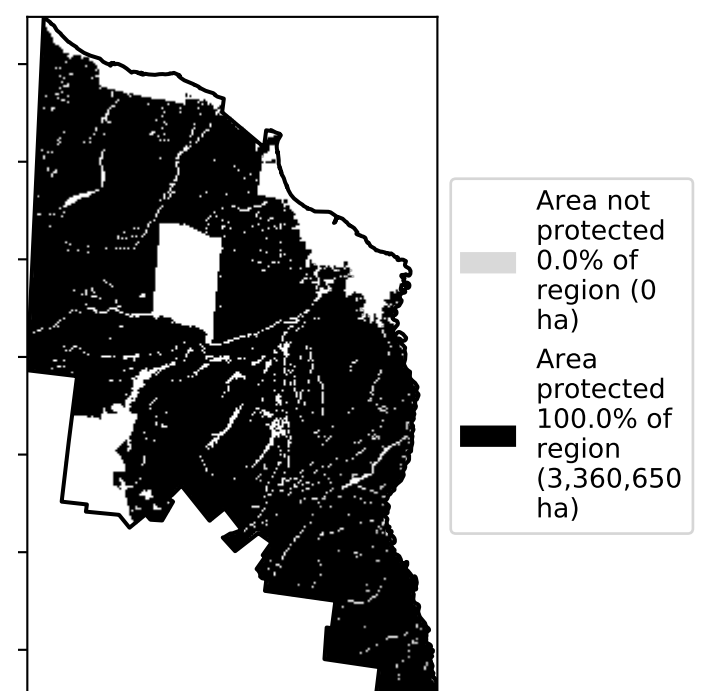 Area not
protected
0.0% of
region (0
ha)
Area
protected
100.0% of
region
(3,360,650
ha)